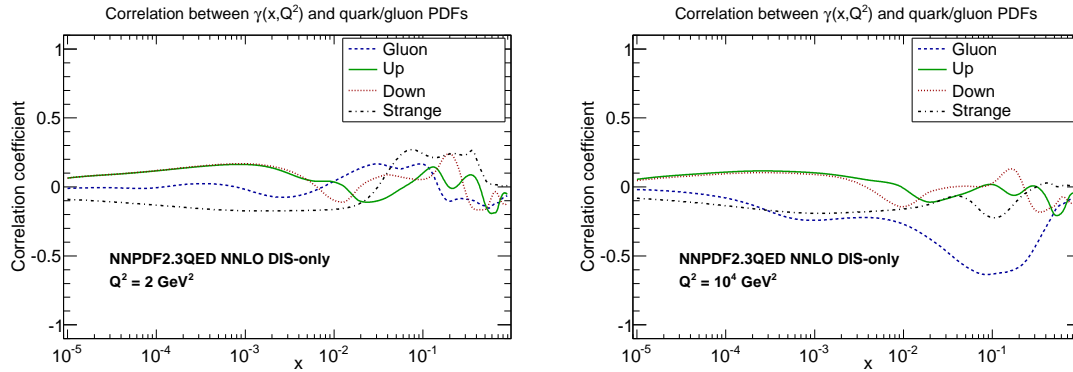 Correlation between γ(x,Q²) and quark/gluon PDFs
Correlation coefficient
1
0.5
0
-0.5
-1
Gluon
Up
Down
Strange
NNPDF2.3QED NNLO DIS-only
Q² = 2 GeV²
10⁻⁵ 10⁻⁴ 10⁻³ 10⁻² 10⁻¹
x
Correlation between γ(x,Q²) and quark/gluon PDFs
Correlation coefficient
1
0.5
0
-0.5
-1
Gluon
Up
Down
Strange
NNPDF2.3QED NNLO DIS-only
Q² = 10⁴ GeV²
10⁻⁵ 10⁻⁴ 10⁻³ 10⁻² 10⁻¹
x